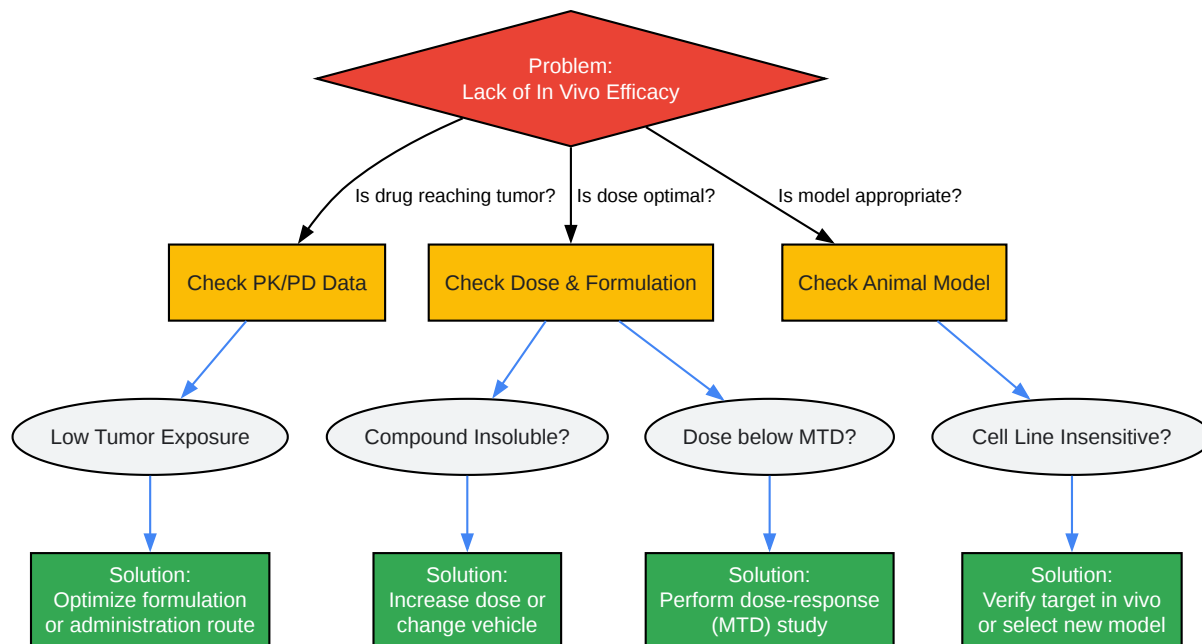 Problem:
Lack of In Vivo Efficacy
Is drug reaching tumor?
Is dose optimal?
Is model appropriate?
Check PK/PD Data
Check Dose & Formulation
Check Animal Model
Low Tumor Exposure
Compound Insoluble?
Dose below MTD?
Cell Line Insensitive?
Solution:
Optimize formulation
or administration route
Solution:
Increase dose or
change vehicle
Solution:
Perform dose-response
(MTD) study
Solution:
Verify target in vivo
or select new model